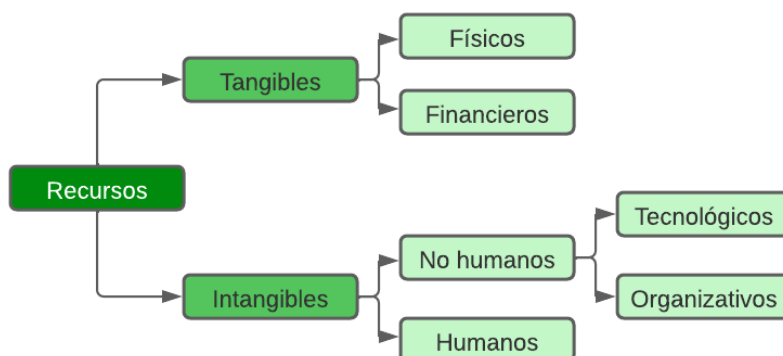 Recursos
Tangibles
Físicos
Financieros
Intangibles
No humanos
Tecnológicos
Organizativos
Humanos